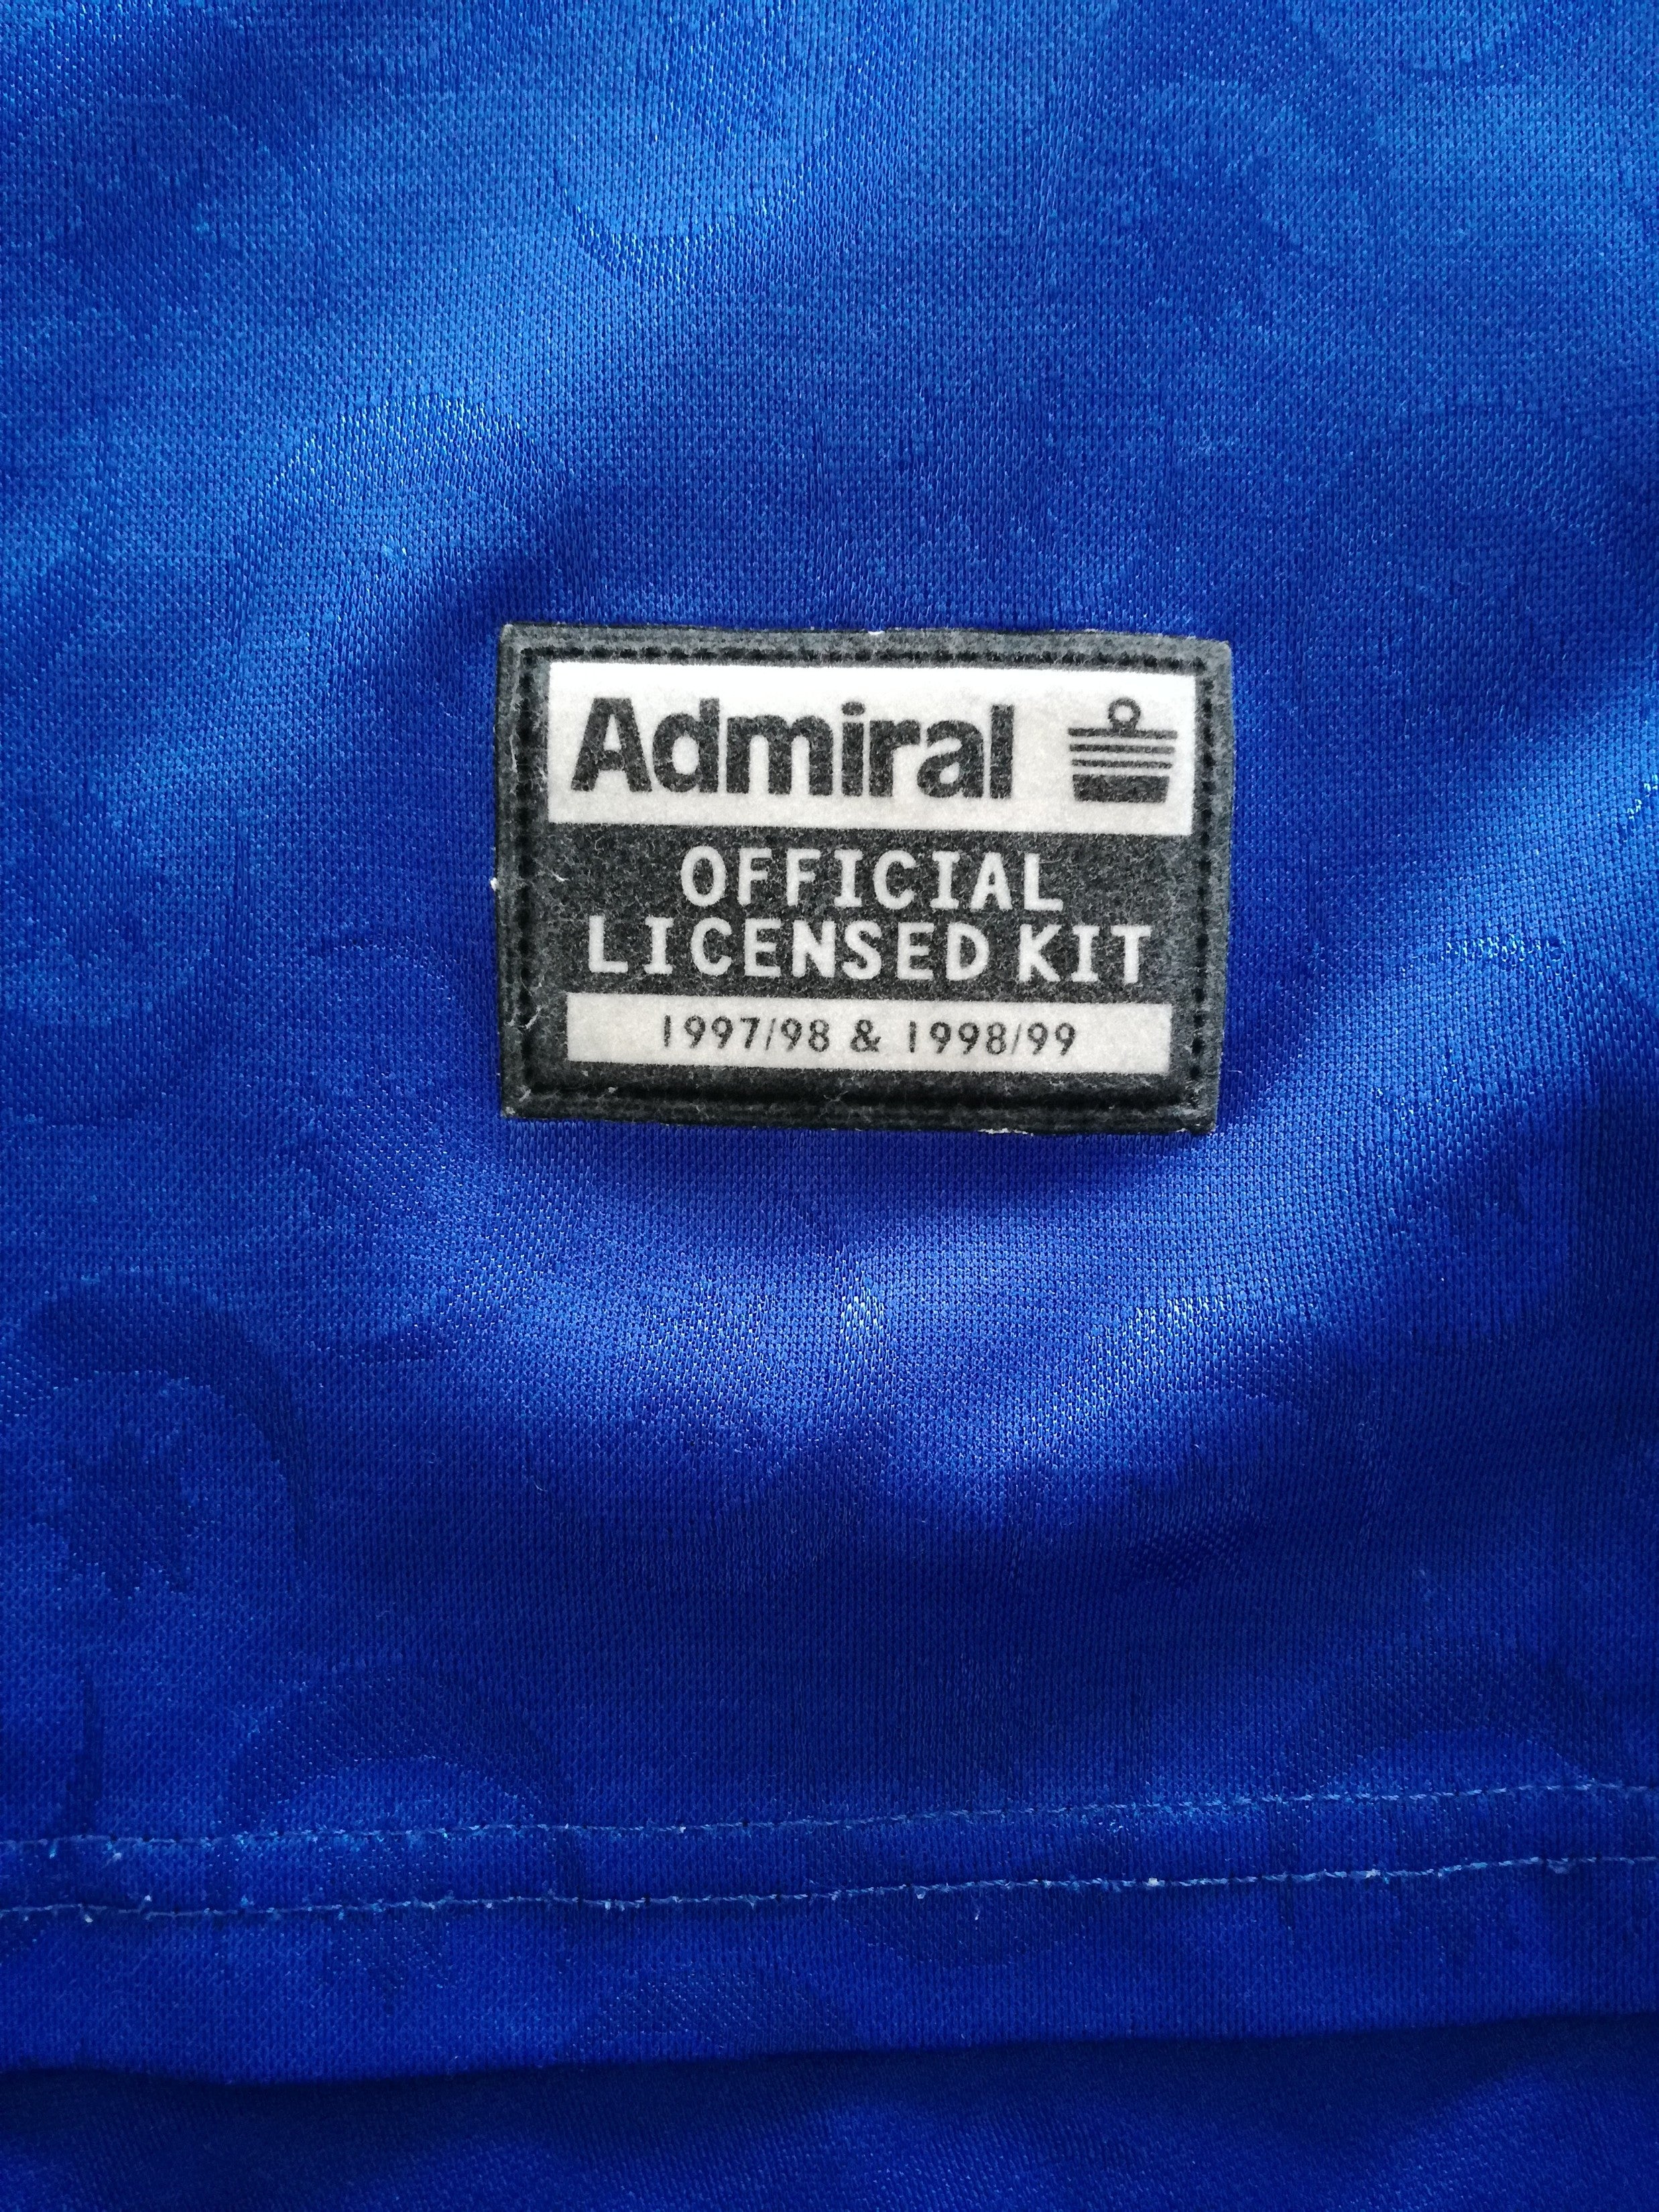 Admiral
OFFICIAL
LICENSED KIT
1997/98 & 1998/99